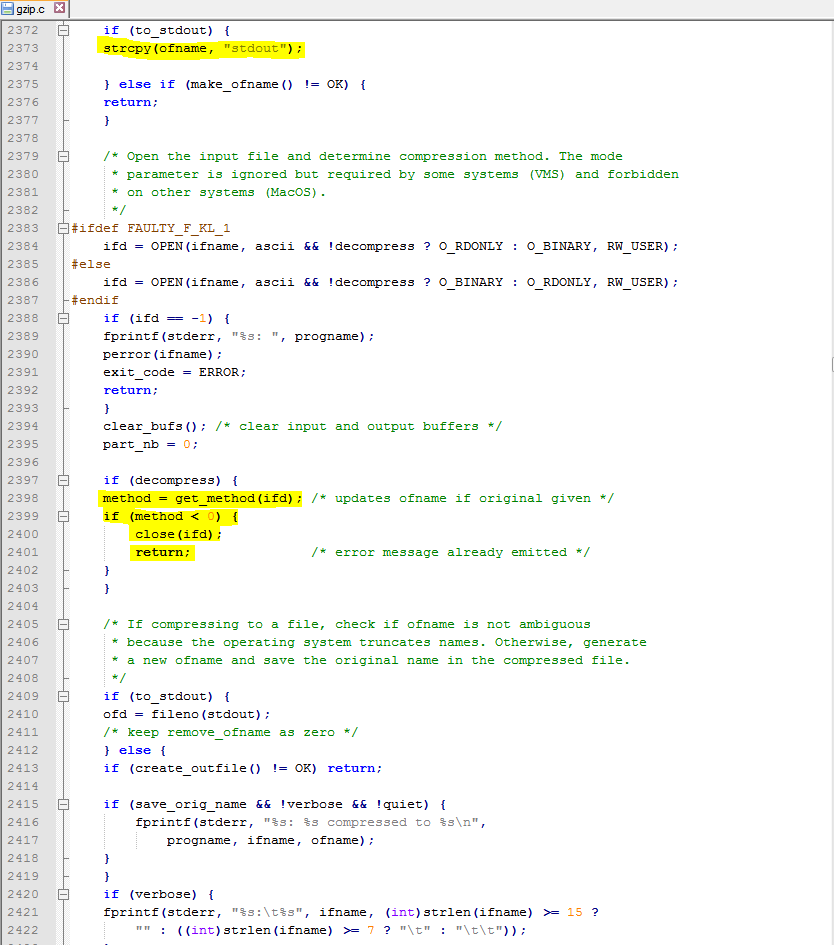 gzip.c
2372 if (to_stdout) {
2373 strcpy(ofname, "stdout");
2374
2375 } else if (make_ofname() != OK) {
2376 return;
2377 }
2378
2379 /* Open the input file and determine compression method. The mode
2380 * parameter is ignored but required by some systems (VMS) and forbidden
2381 * on other systems (MacOS).
2382 */
2383 #ifdef FAULTY_F_KL_1
2384 ifd = OPEN(ifname, ascii && !decompress ? O_RDONLY : O_BINARY, RW_USER);
2385 #else
2386 ifd = OPEN(ifname, ascii && !decompress ? O_BINARY : O_RDONLY, RW_USER);
2387 #endif
2388 if (ifd == -1) {
2389 fprintf(stderr, "%s: ", progname);
2390 perror(ifname);
2391 exit_code = ERROR;
2392 return;
2393 }
2394 clear_bufs(); /* clear input and output buffers */
2395 part_nb = 0;
2396
2397 if (decompress) {
2398 method = get_method(ifd); /* updates ofname if original given */
2399 if (method < 0) {
2400 close(ifd);
2401 return; /* error message already emitted */
2402 }
2403 }
2404
2405 /* If compressing to a file, check if ofname is not ambiguous
2406 * because the operating system truncates names. Otherwise, generate
2407 * a new ofname and save the original name in the compressed file.
2408 */
2409 if (to_stdout) {
2410 ofd = fileno(stdout);
2411 /* keep remove_ofname as zero */
2412 } else {
2413 if (create_outfile() != OK) return;
2414
2415 if (save_orig_name && !verbose && !quiet) {
2416 fprintf(stderr, "%s: %s compressed to %s\n",
2417 progname, ifname, ofname);
2418 }
2419 }
2420 if (verbose) {
2421 fprintf(stderr, "%s:\t%s", ifname, (int)strlen(ifname) >= 15 ?
2422 "" : ((int)strlen(ifname) >= 7 ? "\t" : "\t\t"));